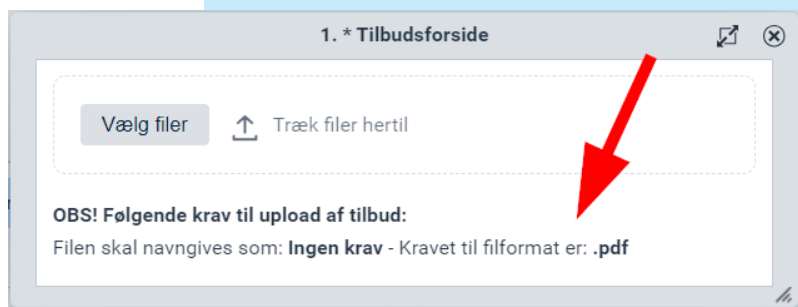 1. * Tilbudsforside
Vælg filer
Træk filer hertil
OBS! Følgende krav til upload af tilbud:
Filen skal navngives som: Ingen krav - Kravet til filformat er: .pdf